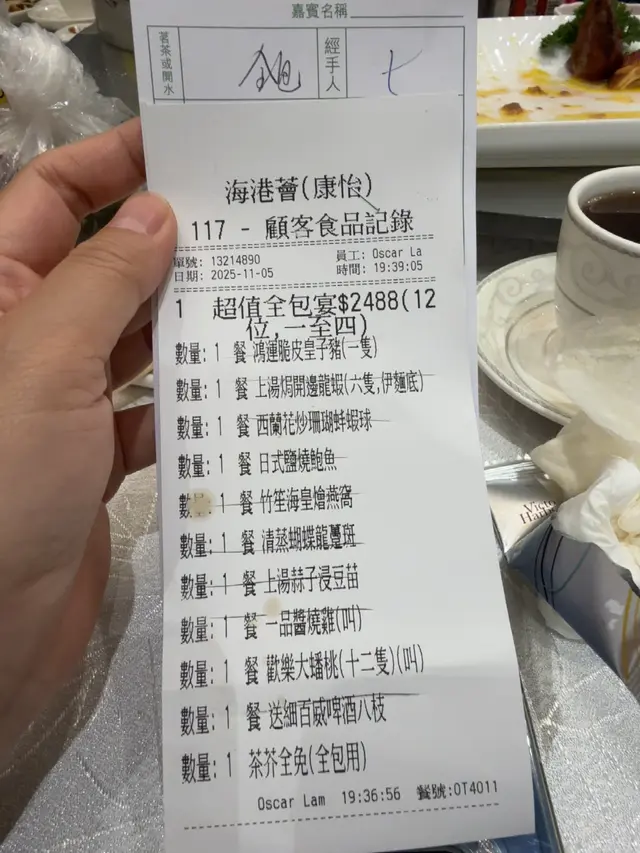 嘉賓名稱
茗茶或開水
經手人
七
海港薈(康怡)
117 - 顧客食品記錄
單號: 13214890 員工: Oscar La
日期: 2025-11-05 時間: 19:39:05
1 超值全包宴$2488(12
位,一至四)
數量: 1 餐 鴻運脆皮皇子豬(一隻)
數量: 1 餐 上湯焗開邊龍蝦(六隻,伊麵底)
數量: 1 餐 西蘭花炒珊瑚蚌蝦球
數量: 1 餐 日式鹽燒鮑魚
數量: 1 餐 竹笙海皇燴燕窩
數量: 1 餐 清蒸蝴蝶龍躉斑
數量: 1 餐 上湯蒜子浸豆苗
數量: 1 餐 一品醬燒雞(叫)
數量: 1 餐 歡樂大蟠桃(十二隻)(叫)
數量: 1 餐 送細百威啤酒八枝
數量: 1 茶芥全免(全包用)
Oscar Lam 19:36:56 餐號:0T4011